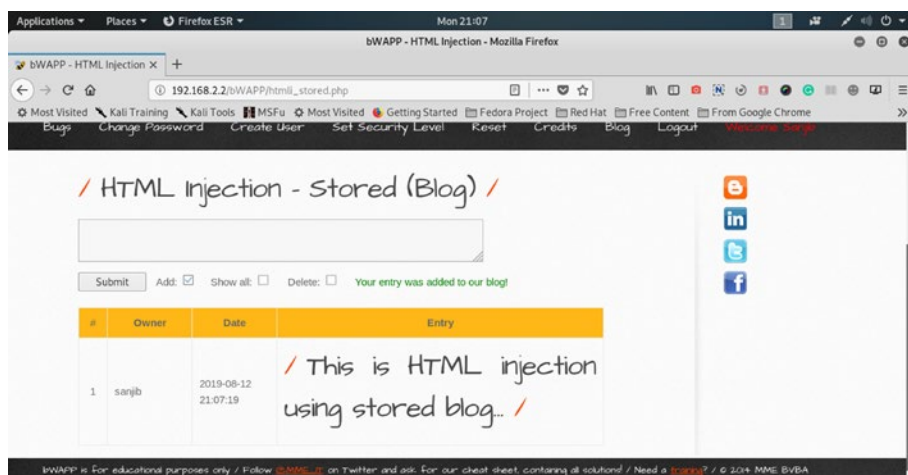 Applications Places Firefox ESR Mon 21:07 1
bWAPP - HTML Injection - Mozilla Firefox
bWAPP - HTML Injection
192.168.2.2/bWAPP/htmli_stored.php
Most Visited Kali Training Kali Tools MSFu Most Visited Getting Started Fedora Project Red Hat Free Content From Google Chrome
Bugs Change Password Create User Set Security Level Reset Credits Blog Logout Welcome Sanjib
/ HTML Injection - Stored (Blog) /
Submit Add: Show all: Delete: Your entry was added to our blog!
# Owner Date Entry
1 sanjib 2019-08-12 21:07:19
/ This is HTML injection
using stored blog... /
bWAPP is for educational purposes only / Follow @MME_IT on Twitter and ask for our cheat sheet, containing all solutions! / Need a training? / © 2014 MME BVBA